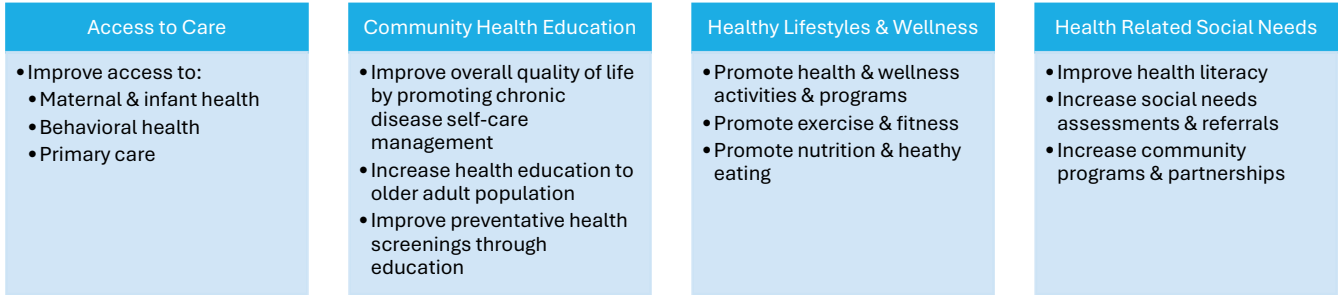 Access to Care
• Improve access to:
• Maternal & infant health
• Behavioral health
• Primary care
Community Health Education
• Improve overall quality of life
by promoting chronic
disease self-care
management
• Increase health education to
older adult population
• Improve preventative health
screenings through
education
Healthy Lifestyles & Wellness
• Promote health & wellness
activities & programs
• Promote exercise & fitness
• Promote nutrition & heathy
eating
Health Related Social Needs
• Improve health literacy
• Increase social needs
assessments & referrals
• Increase community
programs & partnerships